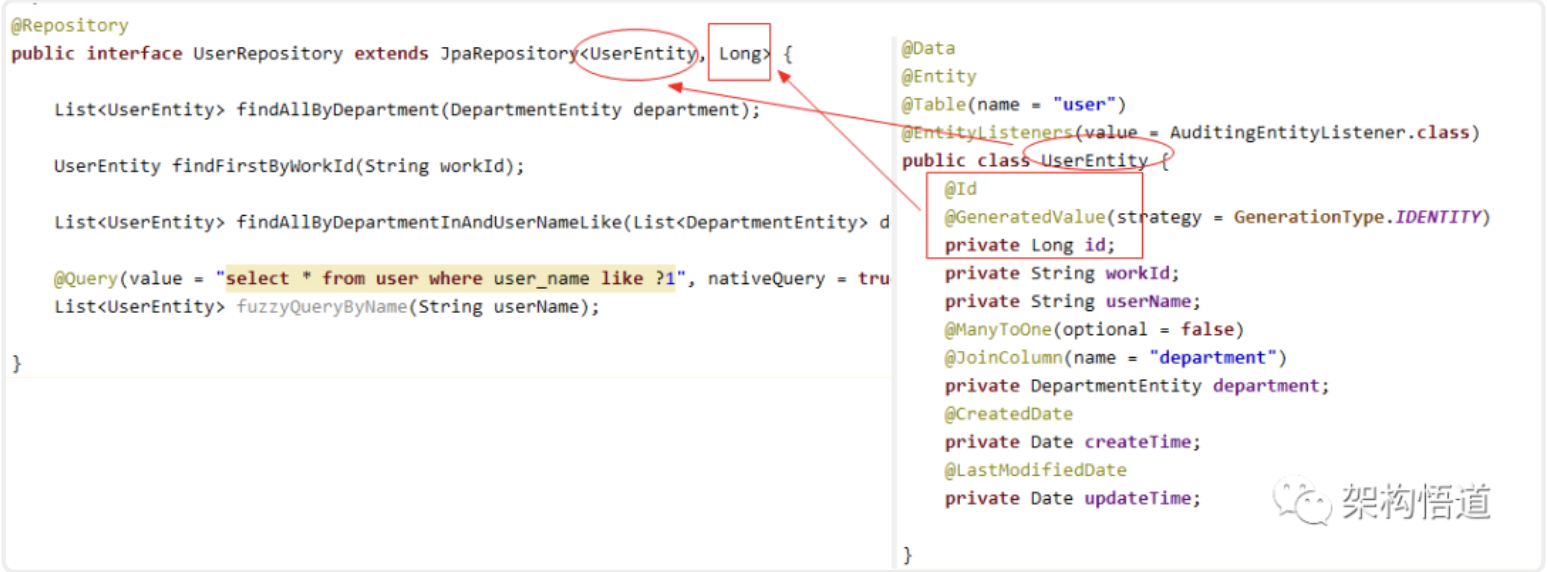 @Repository
public interface UserRepository extends JpaRepository<UserEntity, Long> {
List<UserEntity> findAllByDepartment(DepartmentEntity department);
UserEntity findFirstByWorkId(String workId);
List<UserEntity> findAllByDepartmentInAndUserNameLike(List<DepartmentEntity> d
@Query(value = "select * from user where user_name like ?1", nativeQuery = tru
List<UserEntity> fuzzyQueryByName(String userName);
}
@Data
@Entity
@Table(name = "user")
@EntityListeners(value = AuditingEntityListener.class)
public class UserEntity {
@Id
@GeneratedValue(strategy = GenerationType.IDENTITY)
private Long id;
private String workId;
private String userName;
@ManyToOne(optional = false)
@JoinColumn(name = "department")
private DepartmentEntity department;
@CreatedDate
private Date createTime;
@LastModifiedDate
private Date updateTime;
}
架构悟道